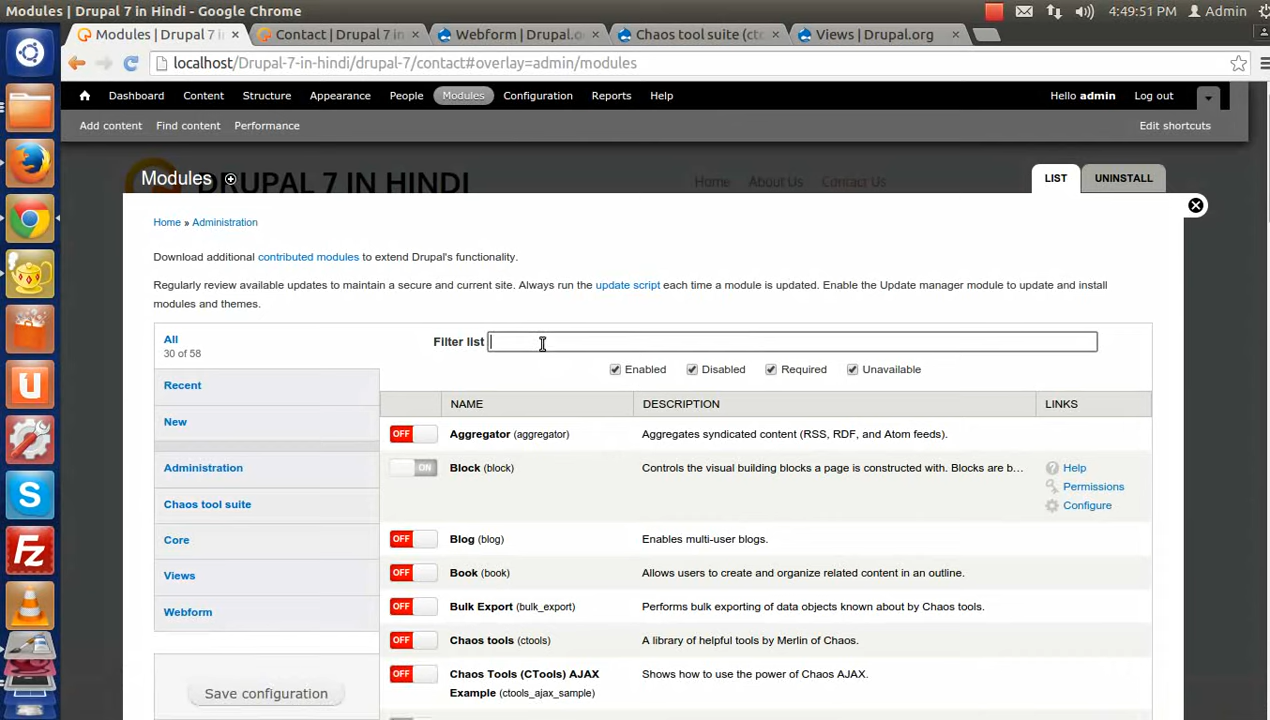 Modules | Drupal 7 in Hindi - Google Chrome
4:49:51 PM Admin
Modules | Drupal 7 i
Contact | Drupal 7 in
Webform | Drupal.o
Chaos tool suite (ct
Views | Drupal.org
localhost/Drupal-7-in-hindi/drupal-7/contact#overlay=admin/modules
Dashboard Content Structure Appearance People Modules Configuration Reports Help Hello admin Log out
Add content Find content Performance Edit shortcuts
DRUPAL 7 IN HINDI
Home About Us Contact Us
Modules
LIST UNINSTALL
Home » Administration
Download additional contributed modules to extend Drupal's functionality.
Regularly review available updates to maintain a secure and current site. Always run the update script each time a module is updated. Enable the Update manager module to update and install
modules and themes.
All
30 of 58
Recent
New
Administration
Chaos tool suite
Core
Views
Webform
Save configuration
Filter list
Enabled Disabled Required Unavailable
NAME DESCRIPTION LINKS
OFF Aggregator (aggregator) Aggregates syndicated content (RSS, RDF, and Atom feeds).
ON Block (block) Controls the visual building blocks a page is constructed with. Blocks are b... Help
Permissions
Configure
OFF Blog (blog) Enables multi-user blogs.
OFF Book (book) Allows users to create and organize related content in an outline.
OFF Bulk Export (bulk_export) Performs bulk exporting of data objects known about by Chaos tools.
OFF Chaos tools (ctools) A library of helpful tools by Merlin of Chaos.
OFF Chaos Tools (CTools) AJAX Shows how to use the power of Chaos AJAX.
Example (ctools_ajax_sample)